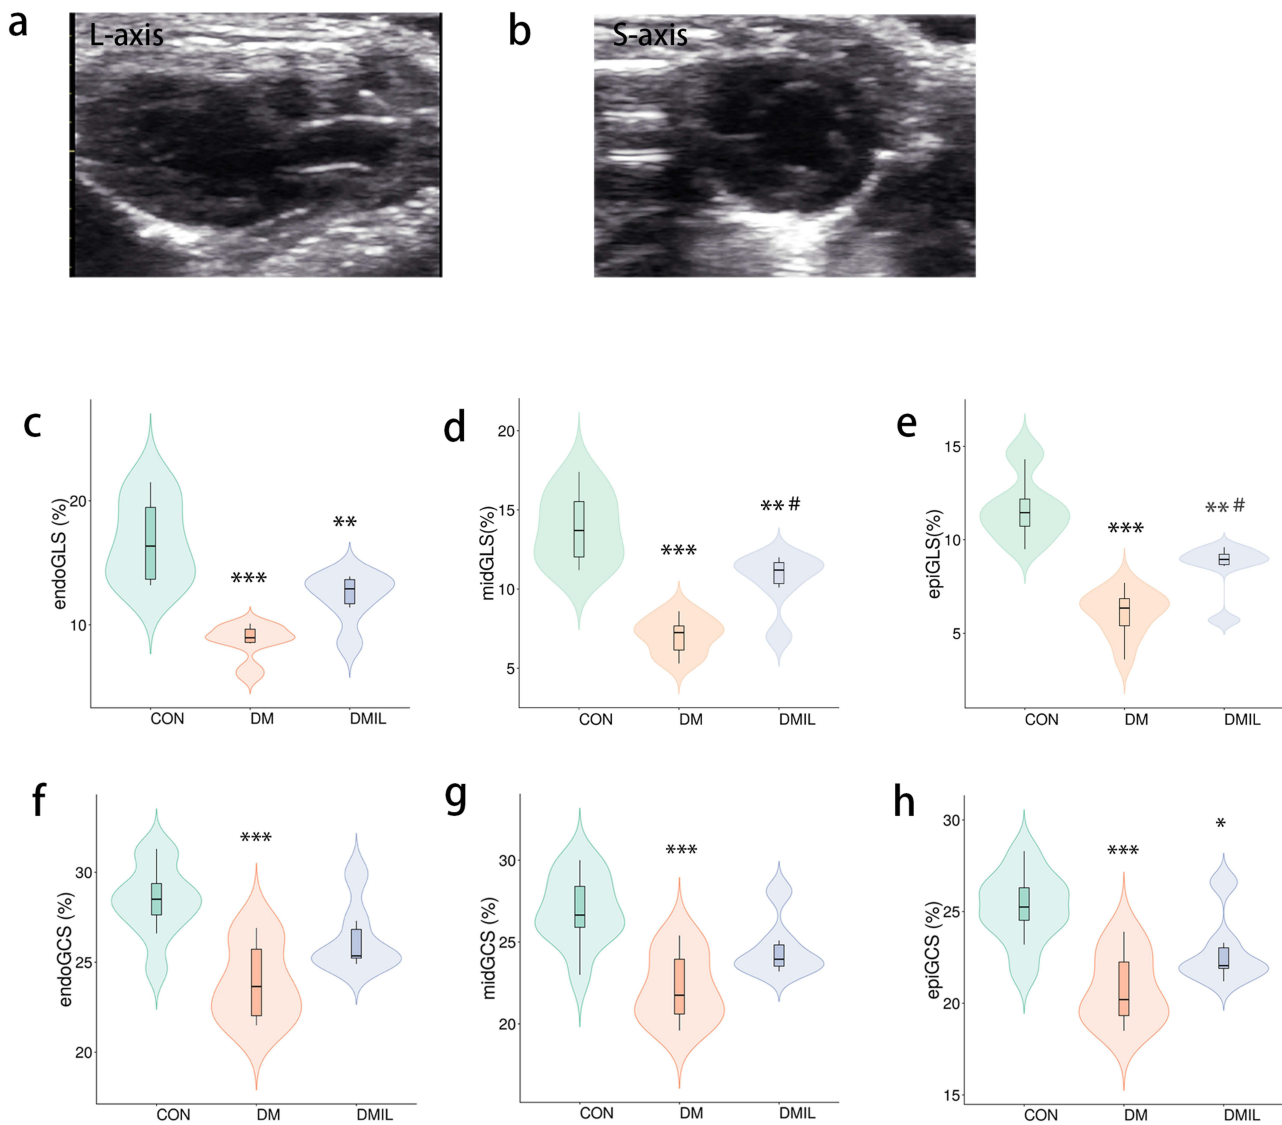 a
L-axis
b
S-axis
c
endoGLS (%)
20
10
***
**
CON
DM
DMIL
d
midGLS(%)
20
15
10
5
***
** #
CON
DM
DMIL
e
epiGLS(%)
15
10
5
***
** #
CON
DM
DMIL
f
endoGCS (%)
30
25
20
***
CON
DM
DMIL
g
midGCS (%)
30
25
20
***
CON
DM
DMIL
h
epiGCS (%)
30
25
20
15
***
*
CON
DM
DMIL